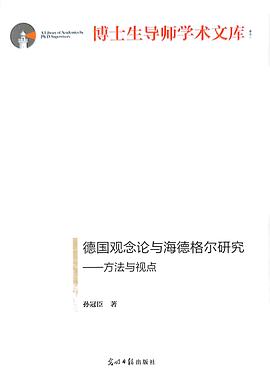 A Library of Academics by
Ph.D. Supervisors
博士生导师学术文库
德国观念论与海德格尔研究
——方法与视点
孙冠臣 著
光明日报出版社